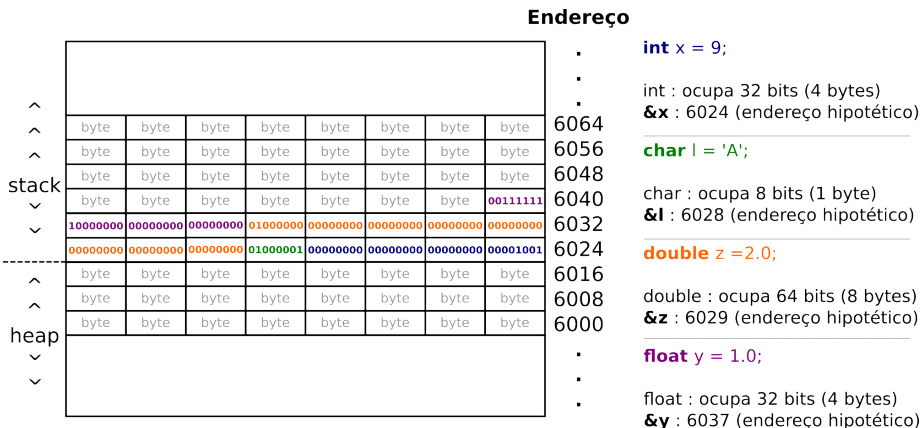 Endereço
byte byte byte byte byte byte byte byte 6064
byte byte byte byte byte byte byte byte 6056
byte byte byte byte byte byte byte byte 6048
stack byte byte byte byte byte byte byte 00111111 6040
10000000 00000000 00000000 01000000 00000000 00000000 00000000 00000000 6032
00000000 00000000 00000000 01000001 00000000 00000000 00000000 00001001 6024
byte byte byte byte byte byte byte byte 6016
byte byte byte byte byte byte byte byte 6008
byte byte byte byte byte byte byte byte 6000
heap
int x = 9;
int : ocupa 32 bits (4 bytes)
&x : 6024 (endereço hipotético)
char l = 'A';
char : ocupa 8 bits (1 byte)
&l : 6028 (endereço hipotético)
double z =2.0;
double : ocupa 64 bits (8 bytes)
&z : 6029 (endereço hipotético)
float y = 1.0;
float : ocupa 32 bits (4 bytes)
&y : 6037 (endereço hipotético)